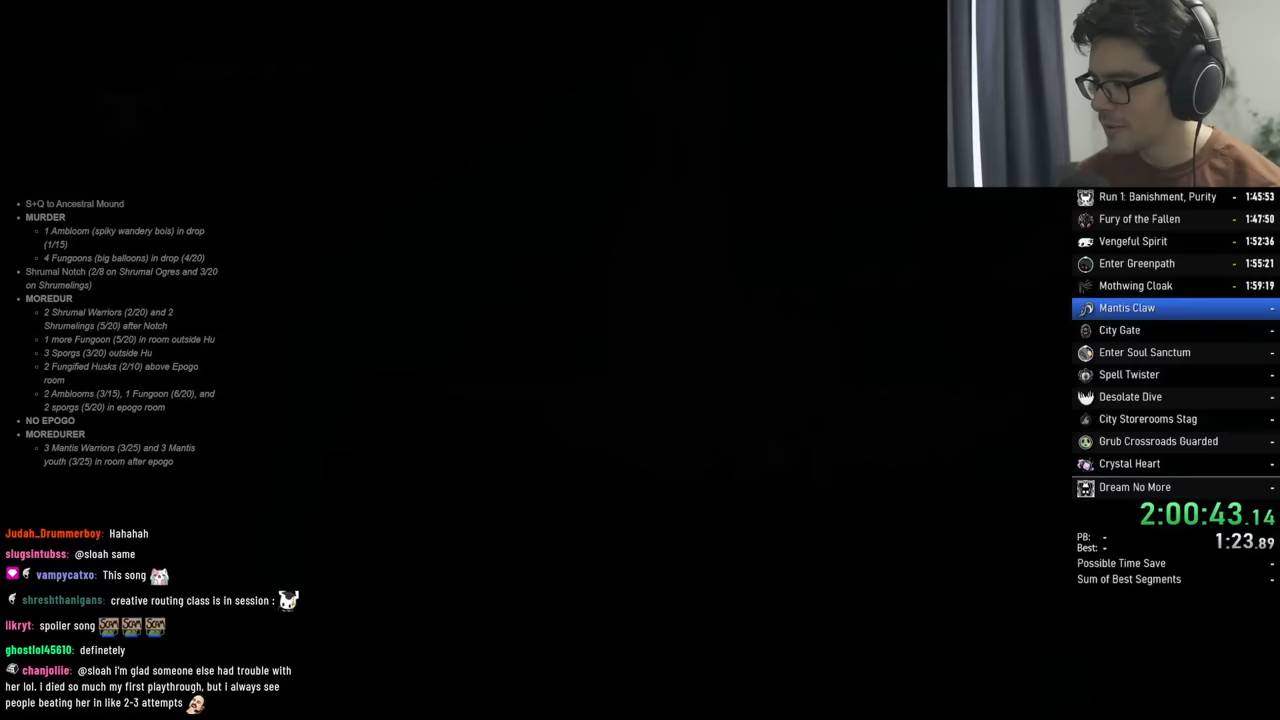 S+Q to Ancestral Mound
MURDER
1 Ambloom (spiky wandery bois) in drop
(1/15)
4 Fungoons (big balloons) in drop (4/20)
Shrumal Notch (2/8 on Shrumal Ogres and 3/20
on Shrumelings)
MOREDUR
2 Shrumal Warriors (2/20) and 2
Shrumelings (5/20) after Notch
1 more Fungoon (5/20) in room outside Hu
3 Sporgs (3/20) outside Hu
2 Fungified Husks (2/10) above Epogo
room
2 Amblooms (3/15), 1 Fungoon (6/20), and
2 sporgs (5/20) in epogo room
NO EPOGO
MOREDURER
3 Mantis Warriors (3/25) and 3 Mantis
youth (3/25) in room after epogo
Judah_Drummerboy: Hahahah
slugsintubss: @sloah same
vampycatxo: This song
shreshthanigans: creative routing class is in session :
likryt: spoiler song SCAM SCAM SCAM
ghostlol45610: definetely
chanjoliie: @sloah i'm glad someone else had trouble with
her lol. i died so much my first playthrough, but i always see
people beating her in like 2-3 attempts
Run 1: Banishment, Purity - 1:45:53
Fury of the Fallen - 1:47:50
Vengeful Spirit - 1:52:36
Enter Greenpath - 1:55:21
Mothwing Cloak - 1:59:19
Mantis Claw -
City Gate -
Enter Soul Sanctum -
Spell Twister -
Desolate Dive -
City Storerooms Stag -
Grub Crossroads Guarded -
Crystal Heart -
Dream No More -
2:00:43.14
PB: -
Best: -
1:23.89
Possible Time Save -
Sum of Best Segments -